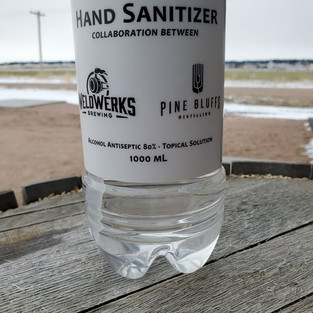 HAND SANITIZER
COLLABORATION BETWEEN
WELDWERKS
BREWING
PINE BLUFFS
DISTILLING
ALCOHOL ANTISEPTIC 80% - TOPICAL SOLUTION
1000 ML